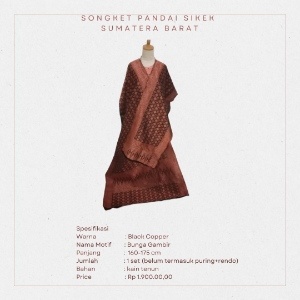 SONGKET PANDAI SIKEK
SUMATERA BARAT
Spesifikasi
Warna : Black Copper
Nama Motif : Bunga Gambir
Panjang : 160-175 cm
Jumlah : 1 set (belum termasuk puring+renda)
Bahan : kain tenun
Price : Rp 1.900.00,00